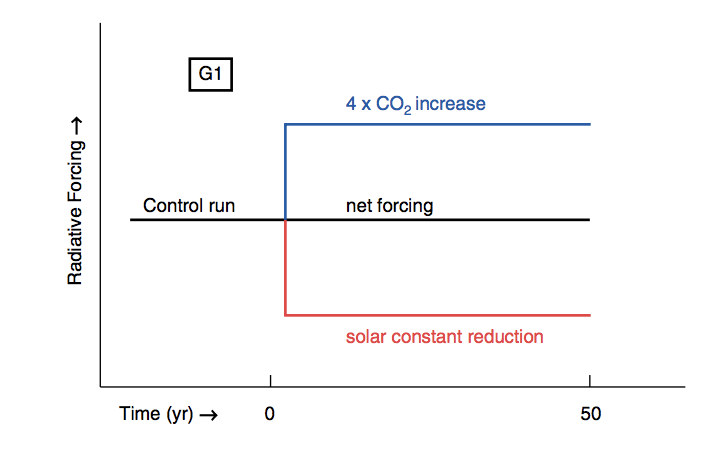 G1
4 x CO₂ increase
Radiative Forcing →
Control run
net forcing
solar constant reduction
Time (yr) →
0
50